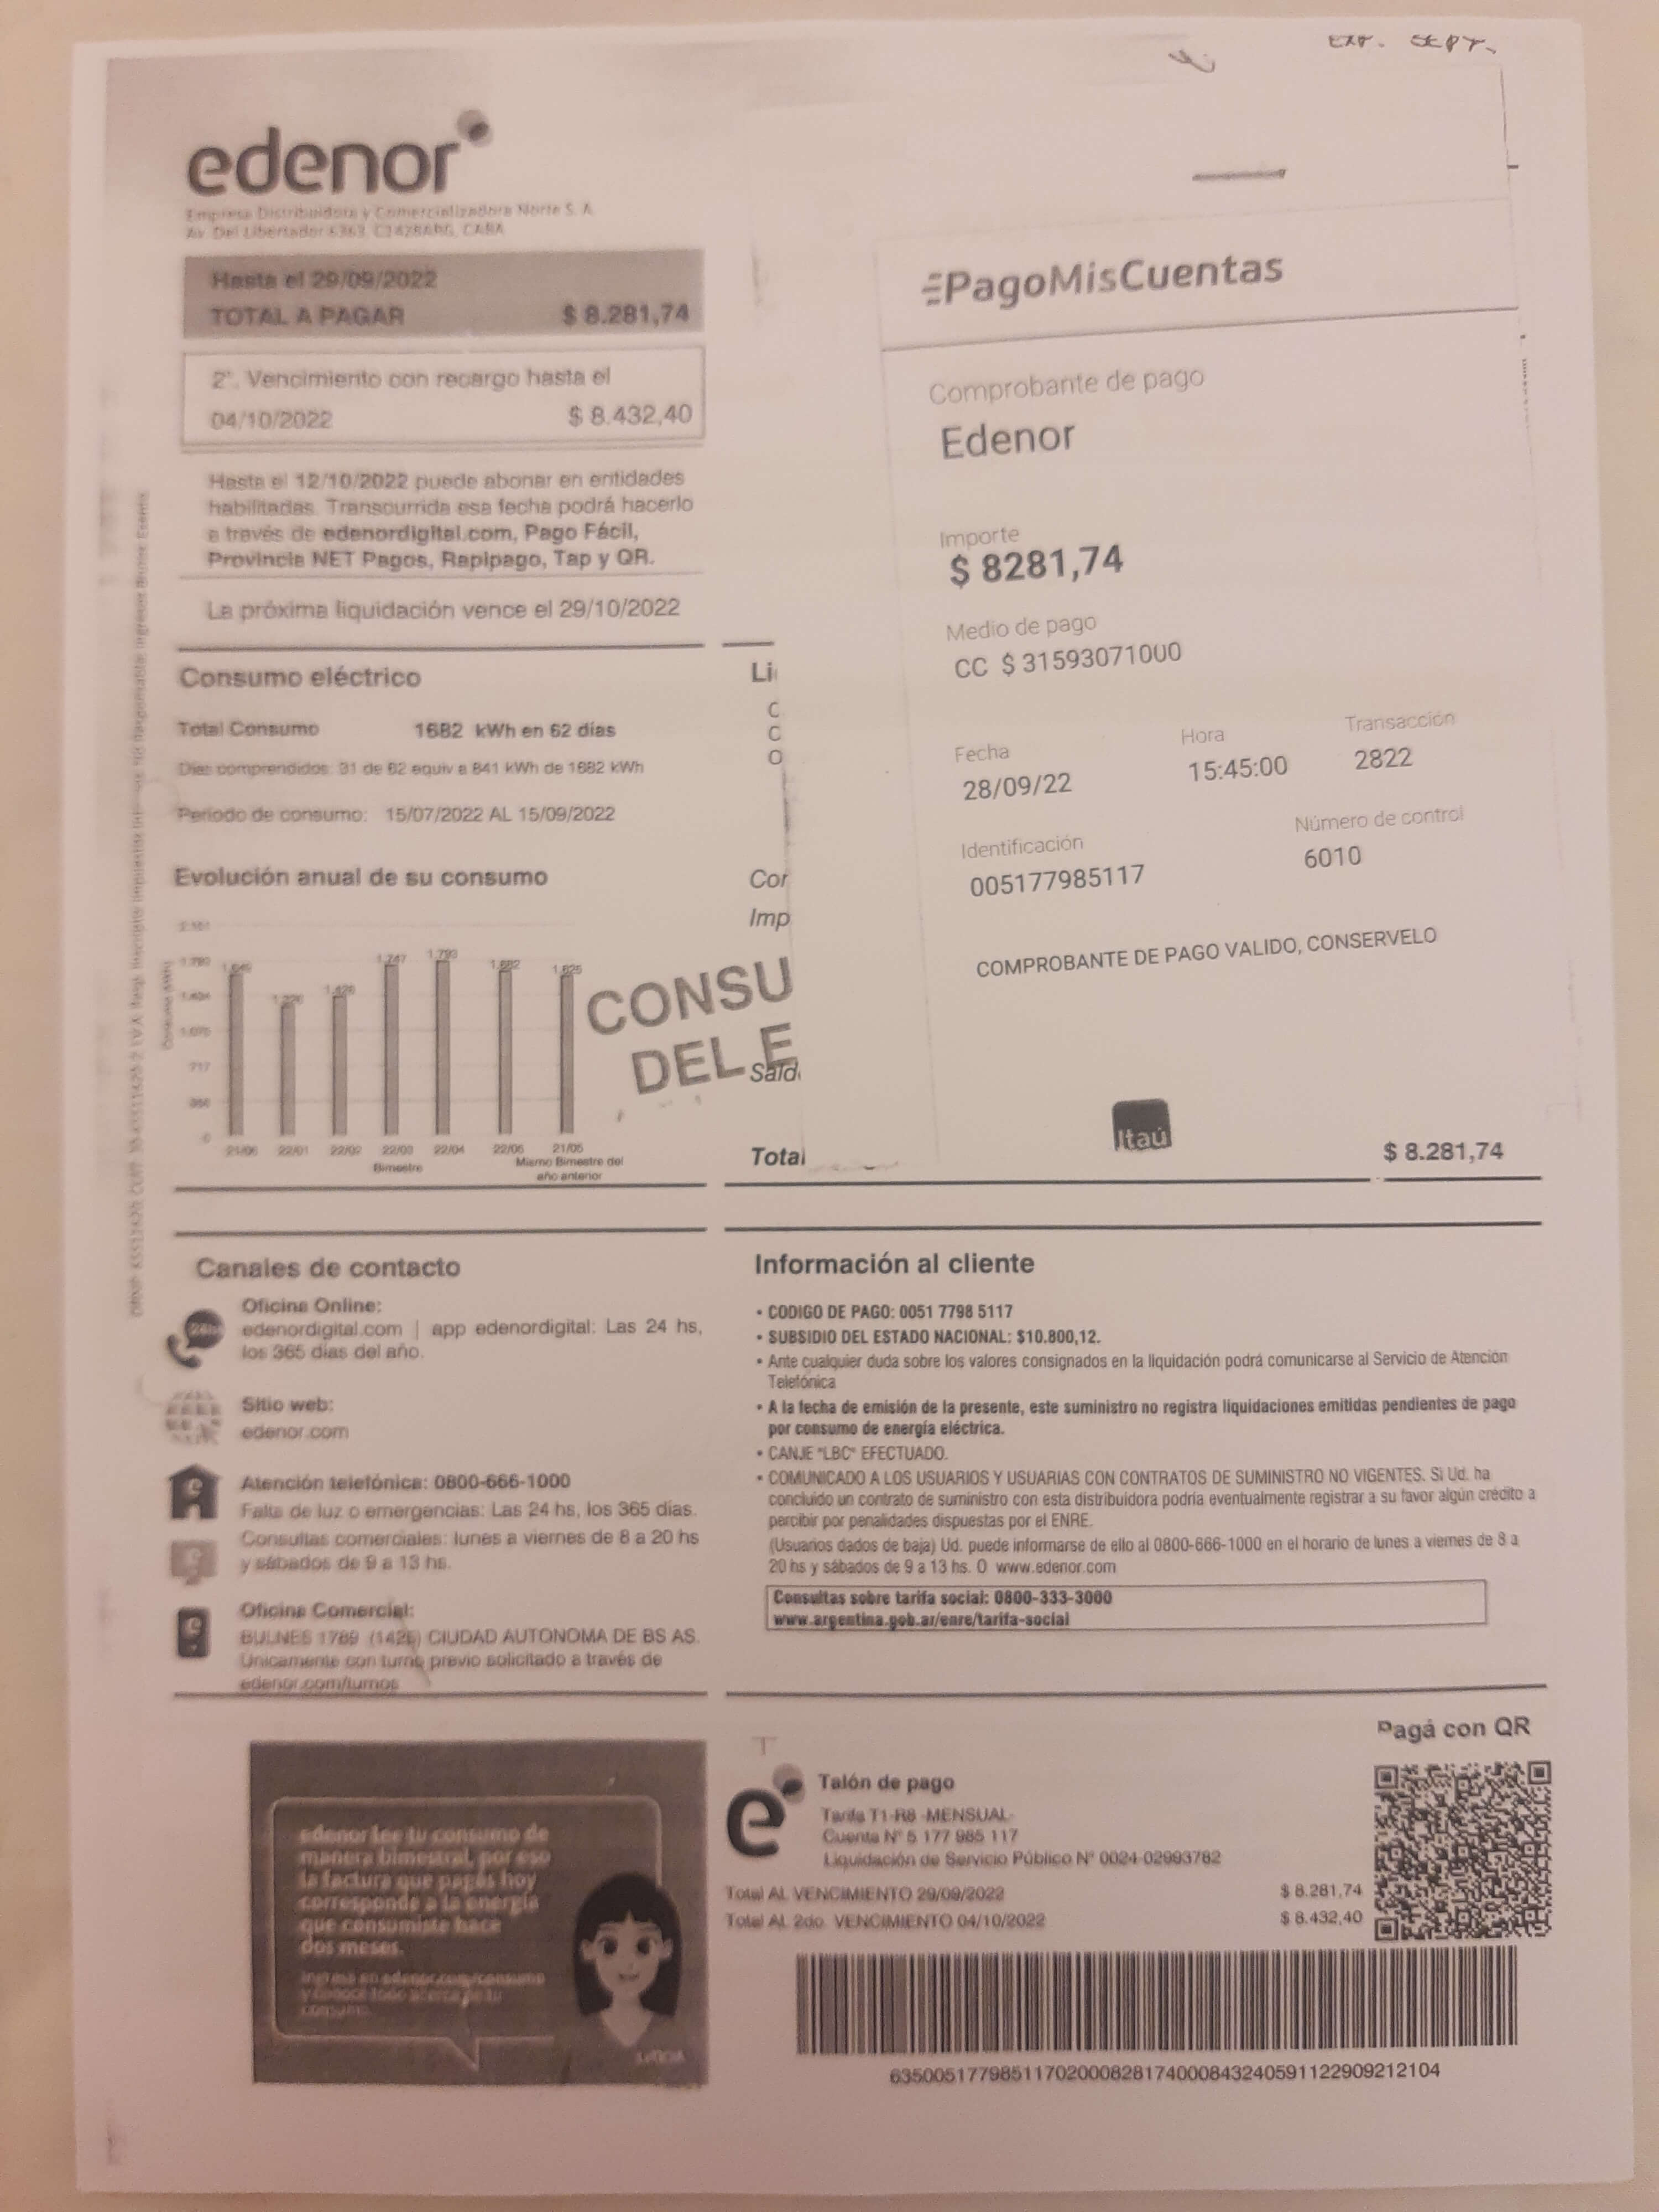 EXP. SEPT.
edenor
Empresa Distribuidora y Comercializadora Norte S. A.
Av. Del Libertador 6363, C1428ARG, CABA
Hasta el 29/09/2022
TOTAL A PAGAR $ 8.281,74
2°. Vencimiento con recargo hasta el
04/10/2022 $ 8.432,40
Hasta el 12/10/2022 puede abonar en entidades
habilitadas. Transcurrida esa fecha podrá hacerlo
a través de edenordigital.com, Pago Fácil,
Provincia NET Pagos, Rapipago, Tap y QR.
La próxima liquidación vence el 29/10/2022
Consumo eléctrico
Total Consumo 1682 kWh en 62 días
Días comprendidos: 31 de 62 equiv a 841 kWh de 1682 kWh
Periodo de consumo: 15/07/2022 AL 15/09/2022
Evolución anual de su consumo
1.790
1.434
1.075
717
0
1.747 1.790 1.682 1.625
21/06 22/01 22/02 22/03 22/04 22/05 21/05
Bimestre
Mismo Bimestre del
año anterior
Li
C
C
O
Cor
Imp
CONSU
DEL E
Sald
Total $ 8.281,74
PagoMisCuentas
Comprobante de pago
Edenor
Importe
$ 8281,74
Medio de pago
CC $ 31593071000
Fecha Hora Transacción
28/09/22 15:45:00 2822
Identificación Número de control
005177985117 6010
COMPROBANTE DE PAGO VALIDO, CONSERVELO
Itaú
Canales de contacto
Oficina Online:
edenordigital.com | app edenordigital: Las 24 hs,
los 365 días del año.
Sitio web:
edenor.com
Atención telefónica: 0800-666-1000
Falta de luz o emergencias: Las 24 hs, los 365 días.
Consultas comerciales: lunes a viernes de 8 a 20 hs
y sábados de 9 a 13 hs.
Oficina Comercial:
BULNES 1789 (1425) CIUDAD AUTONOMA DE BS AS.
Únicamente con turno previo solicitado a través de
edenor.com/turnos
Información al cliente
• CODIGO DE PAGO: 0051 7798 5117
• SUBSIDIO DEL ESTADO NACIONAL: $10.800,12.
• Ante cualquier duda sobre los valores consignados en la liquidación podrá comunicarse al Servicio de Atención
Telefónica
• A la fecha de emisión de la presente, este suministro no registra liquidaciones emitidas pendientes de pago
por consumo de energía eléctrica.
• CANJE "LBC" EFECTUADO.
• COMUNICADO A LOS USUARIOS Y USUARIAS CON CONTRATOS DE SUMINISTRO NO VIGENTES. Si Ud. ha
concluido un contrato de suministro con esta distribuidora podría eventualmente registrar a su favor algún crédito a
percibir por penalidades dispuestas por el ENRE.
(Usuarios dados de baja) Ud. puede informarse de ello al 0800-666-1000 en el horario de lunes a viernes de 8 a
20 hs y sábados de 9 a 13 hs. O www.edenor.com
Consultas sobre tarifa social: 0800-333-3000
www.argentina.gob.ar/enre/tarifa-social
edenor lee tu consumo de
manera bimestral, por eso
la factura que pagás hoy
corresponde a la energía
que consumiste hace
dos meses.
Ingresá en edenor.com/consumo
y conocé todo acerca de tu
consumo.
Pagá con QR
Talón de pago
Tarifa T1-R8 -MENSUAL-
Cuenta N° 5 177 985 117
Liquidación de Servicio Público N° 0024-02993782
Total AL VENCIMIENTO 29/09/2022 $ 8.281,74
Total AL 2do. VENCIMIENTO 04/10/2022 $ 8.432,40
635005177985117020008281740008432405911229092121​04